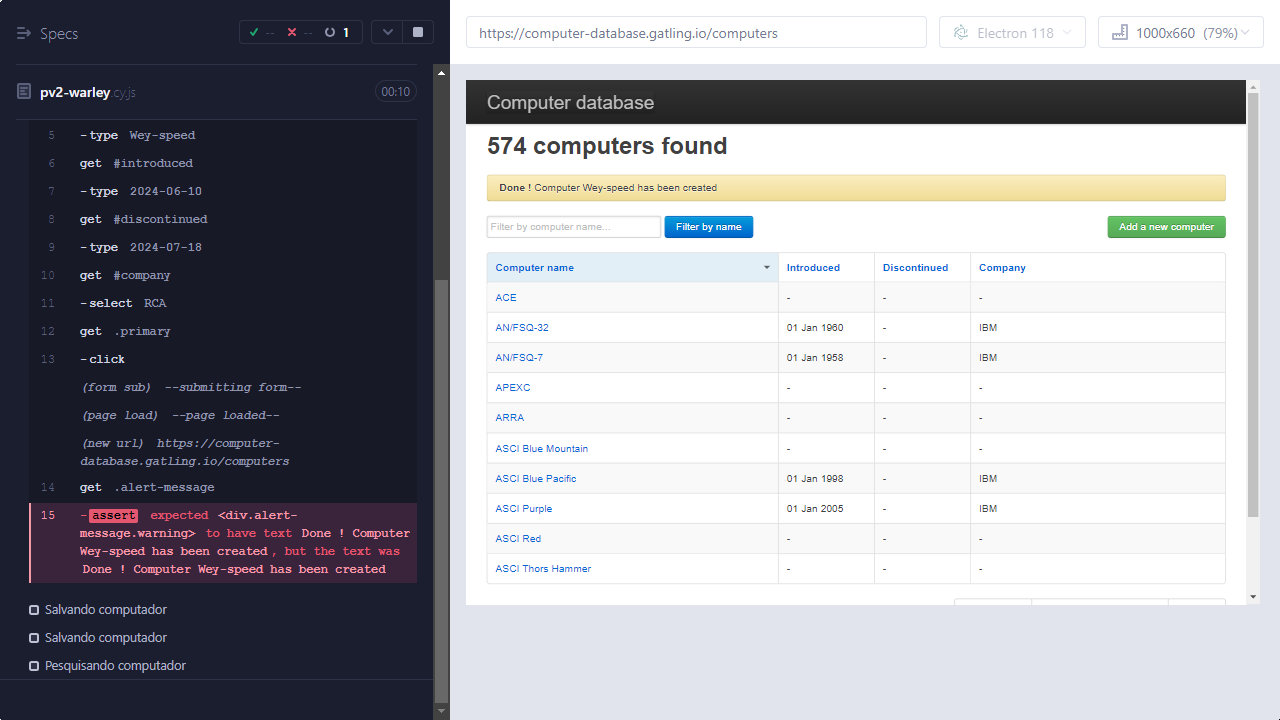 Specs
--
--
1
pv2-warley.cy.js
00:10
5 -type Wey-speed
6 get #introduced
7 -type 2024-06-10
8 get #discontinued
9 -type 2024-07-18
10 get #company
11 -select RCA
12 get .primary
13 -click
(form sub) --submitting form--
(page load) --page loaded--
(new url) https://computer-
database.gatling.io/computers
14 get .alert-message
15 -assert expected <div.alert-
message.warning> to have text Done ! Computer
Wey-speed has been created, but the text was
Done ! Computer Wey-speed has been created
Salvando computador
Salvando computador
Pesquisando computador
https://computer-database.gatling.io/computers
Electron 118
1000x660 (79%)
Computer database
574 computers found
Done ! Computer Wey-speed has been created
Filter by computer name...
Filter by name
Add a new computer
Computer name Introduced Discontinued Company
ACE - - -
AN/FSQ-32 01 Jan 1960 - IBM
AN/FSQ-7 01 Jan 1958 - IBM
APEXC - - -
ARRA - - -
ASCI Blue Mountain - - -
ASCI Blue Pacific 01 Jan 1998 - IBM
ASCI Purple 01 Jan 2005 - IBM
ASCI Red - - -
ASCI Thors Hammer - - -